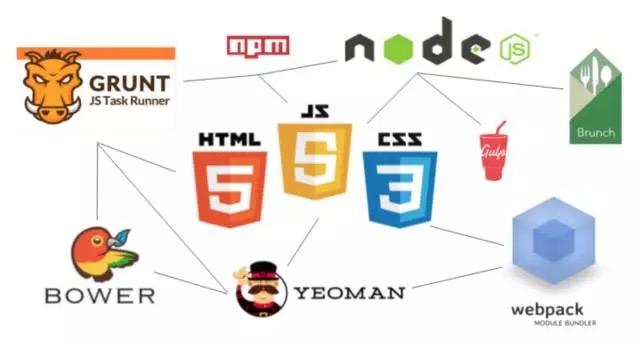 npm
node
JS
GRUNT
JS Task Runner
Brunch
JS
HTML
CSS
Gulp
5
5
3
BOWER
YEOMAN
webpack
MODULE BUNDLER